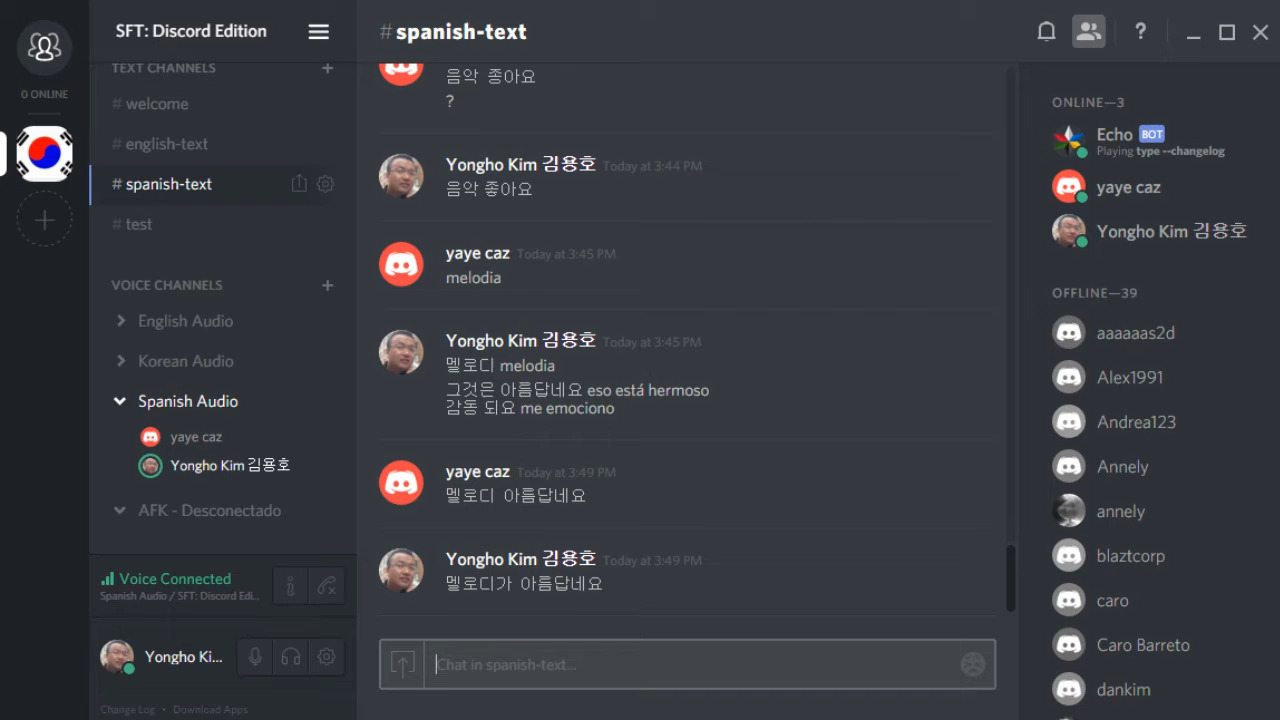 0 ONLINE
SFT: Discord Edition
TEXT CHANNELS
# welcome
# english-text
# spanish-text
# test
VOICE CHANNELS
English Audio
Korean Audio
Spanish Audio
yaye caz
Yongho Kim 김용호
AFK - Desconectado
Voice Connected
Spanish Audio / SFT: Discord Edi...
Yongho Ki...
Change Log • Download Apps
# spanish-text
음악 종아요
?
Yongho Kim 김용호 Today at 3:44 PM
음악 좋아요
yaye caz Today at 3:45 PM
melodia
Yongho Kim 김용호 Today at 3:45 PM
멜로디 melodia
그것은 아름답네요 eso está hermoso
감동 되요 me emociono
yaye caz Today at 3:49 PM
멜로디 아름답네요
Yongho Kim 김용호 Today at 3:49 PM
멜로디가 아름답네요
Chat in spanish-text...
?
ONLINE—3
Echo BOT
Playing type --changelog
yaye caz
Yongho Kim 김용호
OFFLINE—39
aaaaaas2d
Alex1991
Andrea123
Annely
annely
blaztcorp
caro
Caro Barreto
dankim